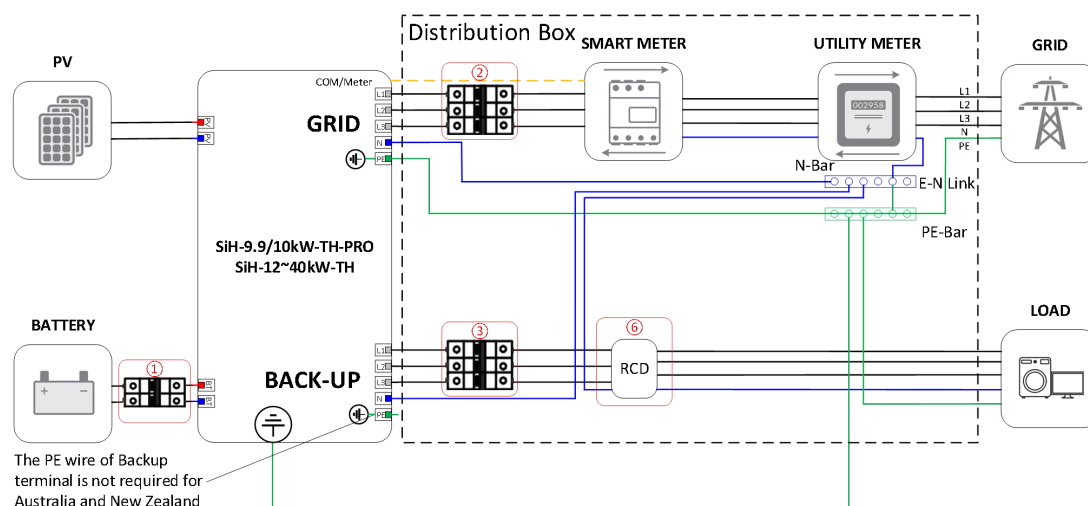 Distribution Box
SMART METER
UTILITY METER
GRID
PV
COM/Meter
②
L1
L2
L3
N
PE
GRID
002958
L1
L2
L3
N
PE
N-Bar
E-N Link
PE-Bar
SiH-9.9/10kW-TH-PRO
SiH-12~40kW-TH
BATTERY
①
③
⑥
LOAD
L1
L2
L3
N
PE
BACK-UP
RCD
The PE wire of Backup
terminal is not required for
Australia and New Zealand